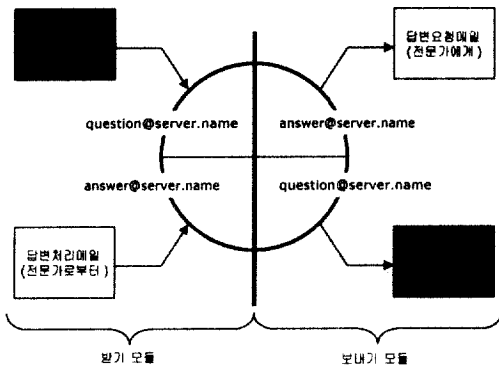 답변요청메일
(전문가에게)
question@server.name
answer@server.name
answer@server.name
question@server.name
답변처리메일
(전문가로부터)
받기 모듈
보내기 모듈